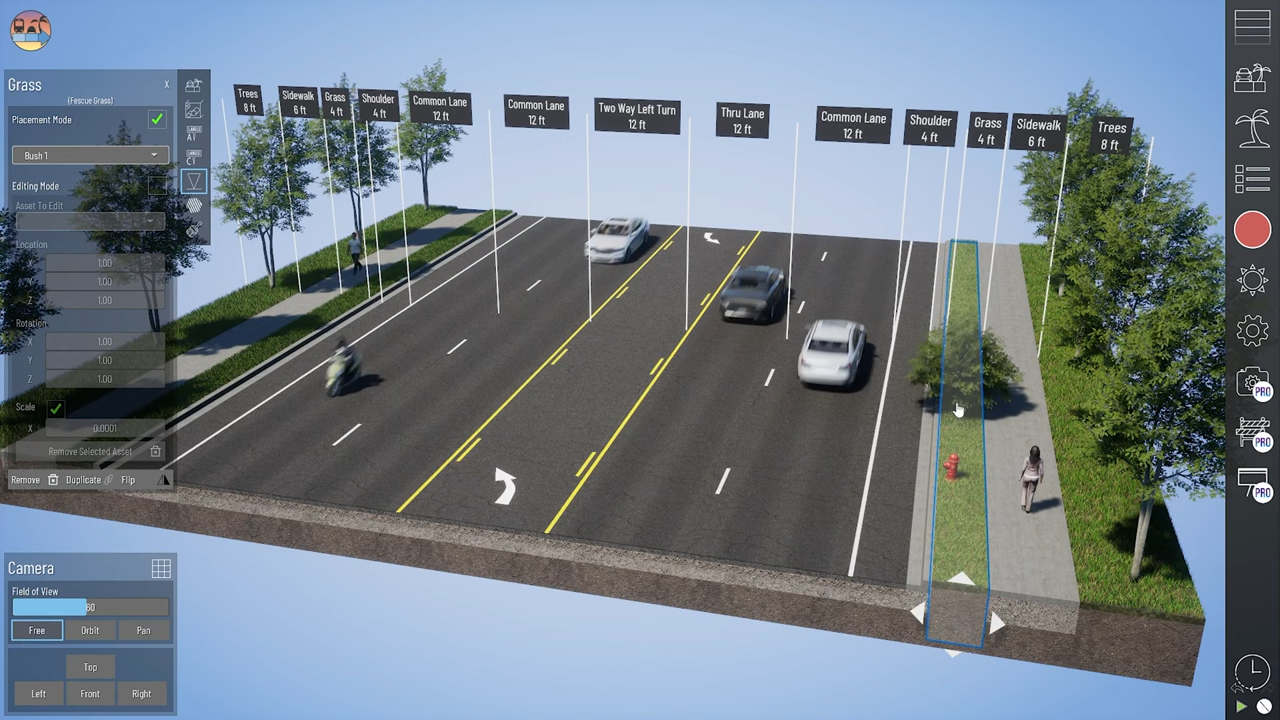 Grass
X
(Fescue Grass)
Placement Mode
Bush 1
Editing Mode
Asset To Edit
Location
1.00
1.00
Z
1.00
Rotation
X
1.00
Y
1.00
Z
1.00
Scale
X
0.0001
Remove Selected Asset
Remove
Duplicate
Flip
Trees
8 ft
Sidewalk
6 ft
Grass
4 ft
Shoulder
4 ft
Common Lane
12 ft
Common Lane
12 ft
Two Way Left Turn
12 ft
Thru Lane
12 ft
Common Lane
12 ft
Shoulder
4 ft
Grass
4 ft
Sidewalk
6 ft
Trees
8 ft
Camera
Field of View
60
Free
Orbit
Pan
Top
Left
Front
Right
PRO
PRO
PRO